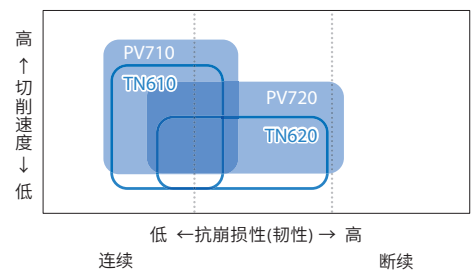 高 ← 切削速度 → 低
PV710
TN610
PV720
TN620
低 ←抗崩损性(韧性)→ 高
连续 断续